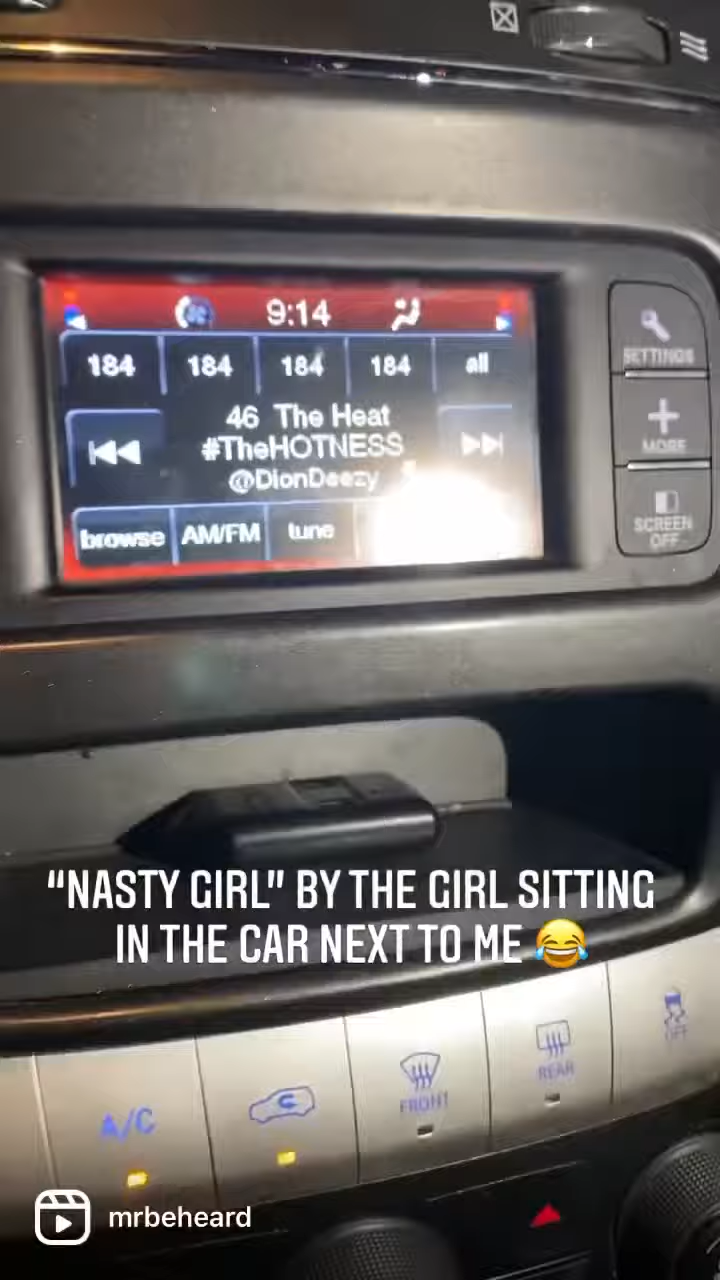 9:14
184 184 184 184 all
46 The Heat
#TheHOTNESS
@DionDeezy
browse AM/FM tune
SETTINGS
MORE
SCREEN
OFF
“NASTY GIRL” BY THE GIRL SITTING
IN THE CAR NEXT TO ME 😂
A/C
FRONT
REAR
OFF
mrbeheard